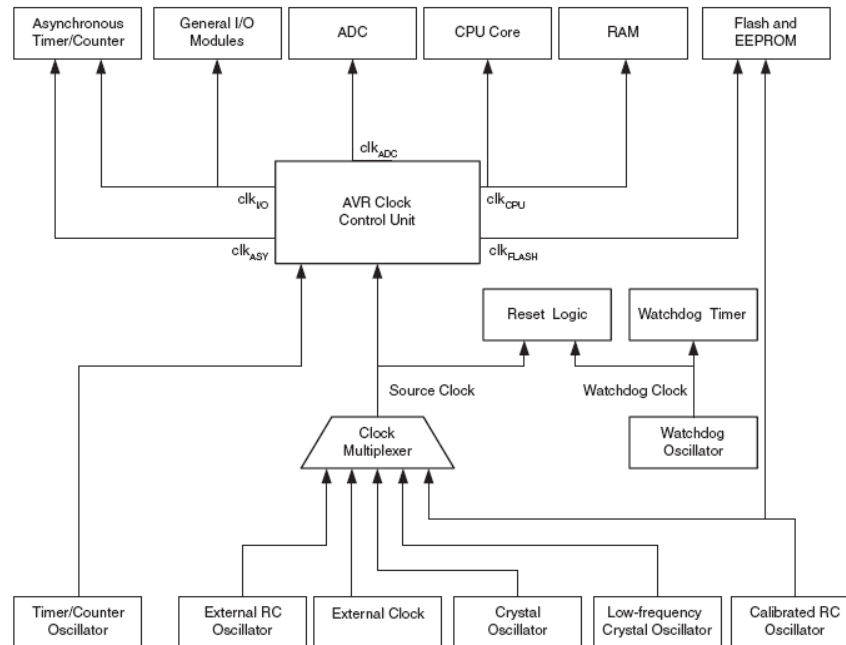 Asynchronous
Timer/Counter
General I/O
Modules
ADC
CPU Core
RAM
Flash and
EEPROM
clkADC
clkI/O
AVR Clock
Control Unit
clkCPU
clkASY
clkFLASH
Reset Logic
Watchdog Timer
Source Clock
Watchdog Clock
Clock
Multiplexer
Watchdog
Oscillator
Timer/Counter
Oscillator
External RC
Oscillator
External Clock
Crystal
Oscillator
Low-frequency
Crystal Oscillator
Calibrated RC
Oscillator